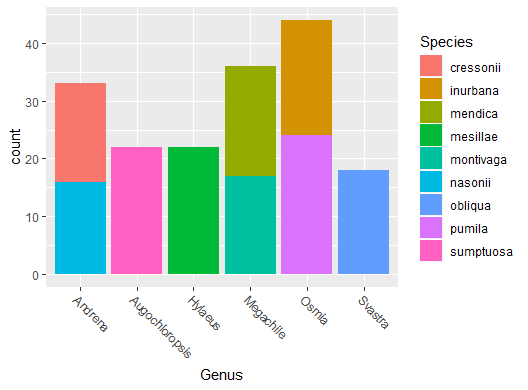 count
40
30
20
10
0
Andrena
Augochloropsis
Hylaeus
Megachile
Osmia
Svastra
Genus
Species
cressonii
inurbana
mendica
mesillae
montivaga
nasonii
obliqua
pumila
sumptuosa